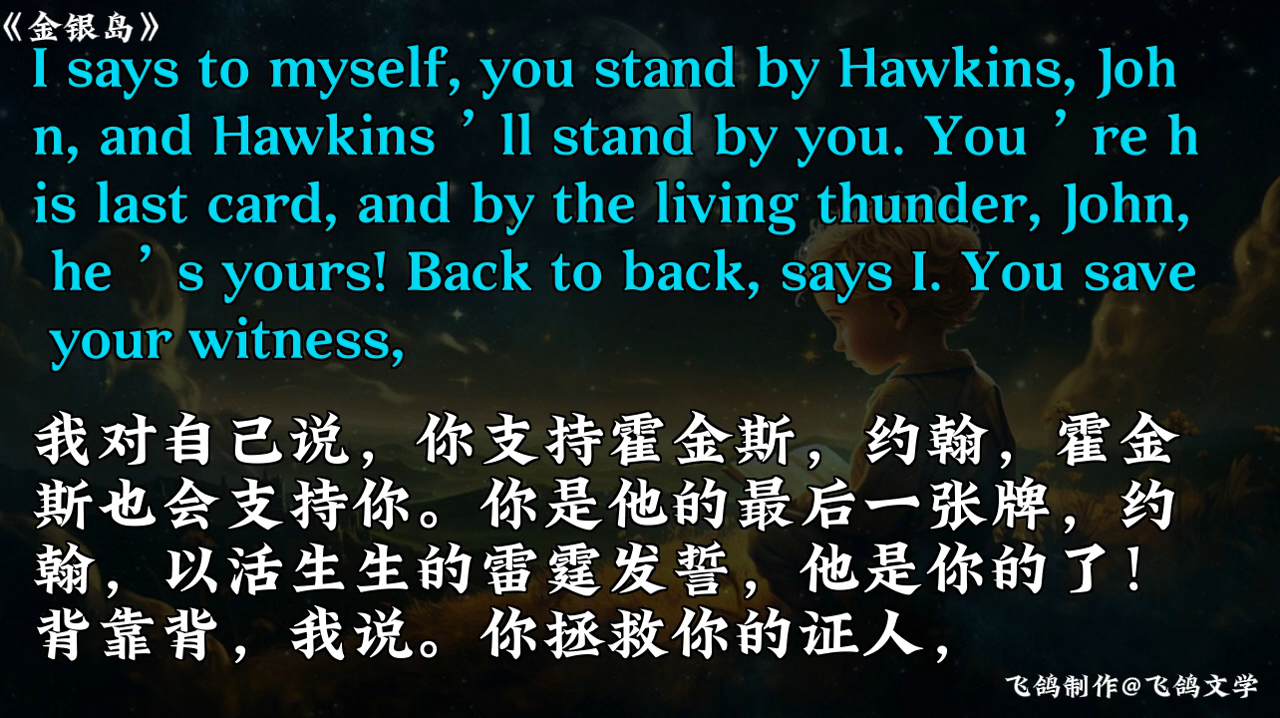 《金银岛》
I says to myself, you stand by Hawkins, Joh
n, and Hawkins ’ ll stand by you. You ’ re h
is last card, and by the living thunder, John,
he ’ s yours! Back to back, says I. You save
your witness,
我对自己说，你支持霍金斯，约翰，霍金
斯也会支持你。你是他的最后一张牌，约
翰，以活生生的雷霆发誓，他是你的了！
背靠背，我说。你拯救你的证人，
飞鸽制作@飞鸽文学